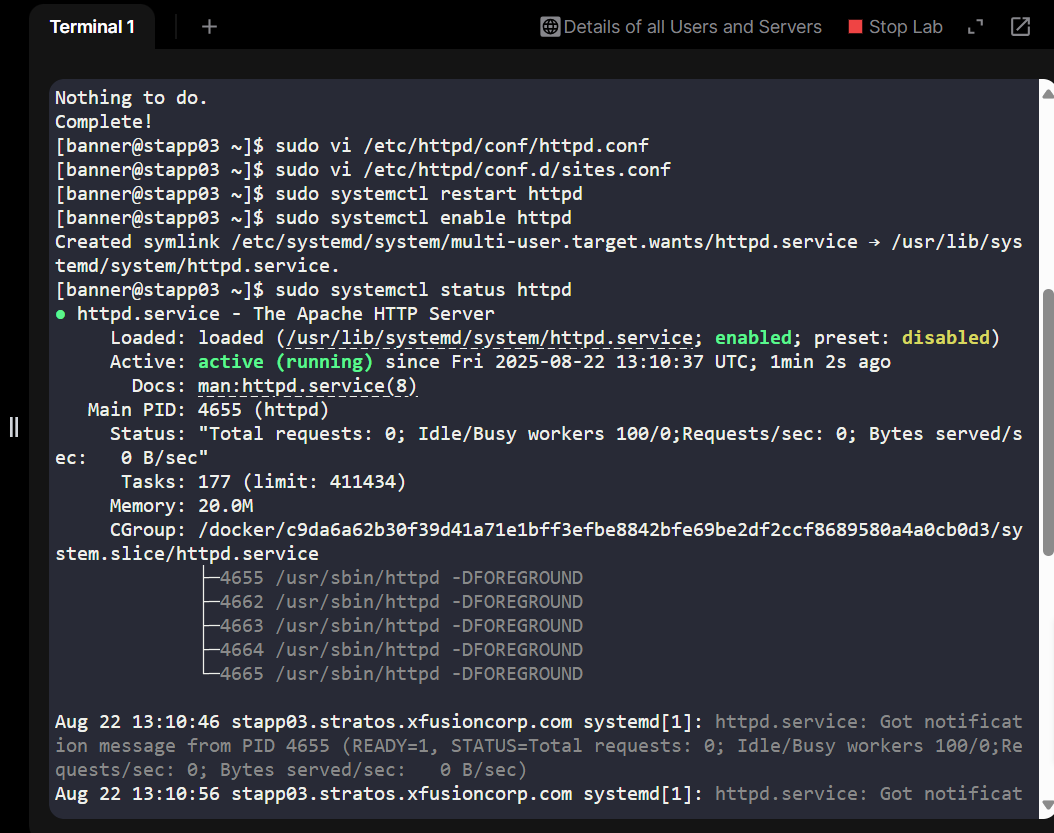 Terminal 1
+
Details of all Users and Servers
Stop Lab
Nothing to do.
Complete!
[banner@stapp03 ~]$ sudo vi /etc/httpd/conf/httpd.conf
[banner@stapp03 ~]$ sudo vi /etc/httpd/conf.d/sites.conf
[banner@stapp03 ~]$ sudo systemctl restart httpd
[banner@stapp03 ~]$ sudo systemctl enable httpd
Created symlink /etc/systemd/system/multi-user.target.wants/httpd.service → /usr/lib/sys
temd/system/httpd.service.
[banner@stapp03 ~]$ sudo systemctl status httpd
● httpd.service - The Apache HTTP Server
     Loaded: loaded (/usr/lib/systemd/system/httpd.service; enabled; preset: disabled)
     Active: active (running) since Fri 2025-08-22 13:10:37 UTC; 1min 2s ago
       Docs: man:httpd.service(8)
   Main PID: 4655 (httpd)
     Status: "Total requests: 0; Idle/Busy workers 100/0;Requests/sec: 0; Bytes served/s
ec:   0 B/sec"
      Tasks: 177 (limit: 411434)
     Memory: 20.0M
     CGroup: /docker/c9da6a62b30f39d41a71e1bff3efbe8842bfe69be2df2ccf8689580a4a0cb0d3/sy
stem.slice/httpd.service
             ├─4655 /usr/sbin/httpd -DFOREGROUND
             ├─4662 /usr/sbin/httpd -DFOREGROUND
             ├─4663 /usr/sbin/httpd -DFOREGROUND
             ├─4664 /usr/sbin/httpd -DFOREGROUND
             └─4665 /usr/sbin/httpd -DFOREGROUND
Aug 22 13:10:46 stapp03.stratos.xfusioncorp.com systemd[1]: httpd.service: Got notificat
ion message from PID 4655 (READY=1, STATUS=Total requests: 0; Idle/Busy workers 100/0;Re
quests/sec: 0; Bytes served/sec:   0 B/sec)
Aug 22 13:10:56 stapp03.stratos.xfusioncorp.com systemd[1]: httpd.service: Got notificat